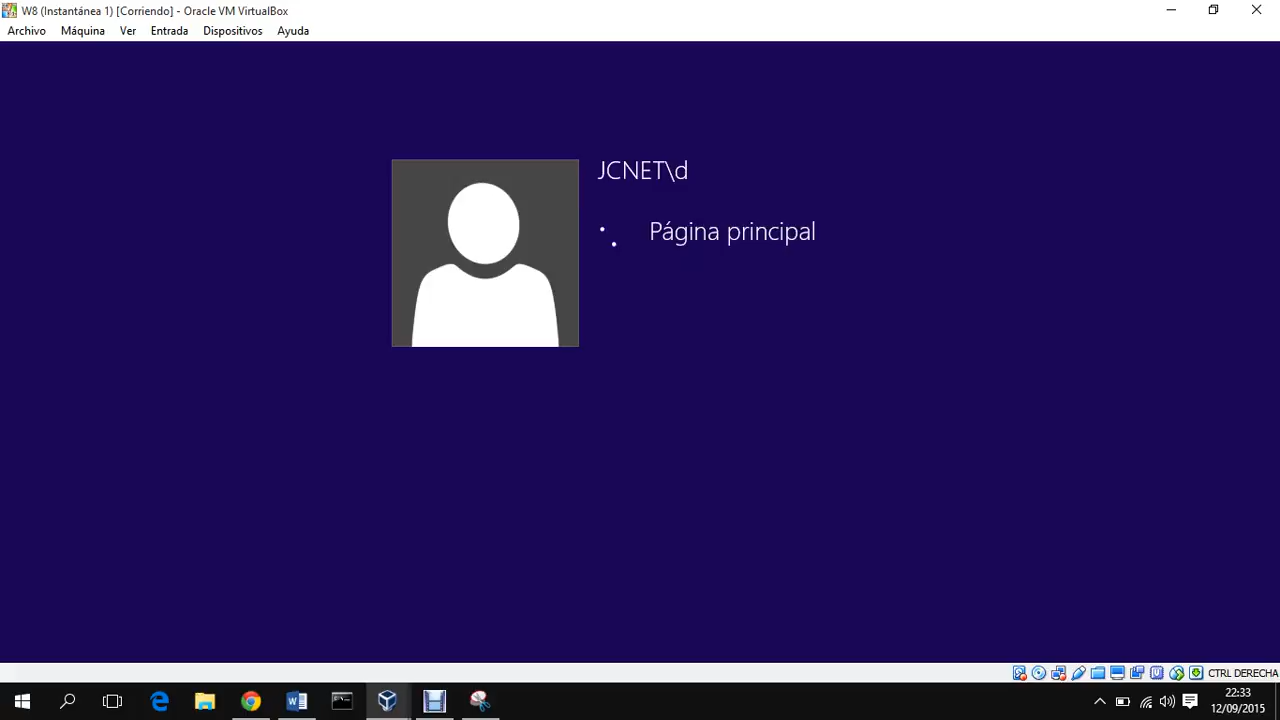 W8 (Instantánea 1) [Corriendo] - Oracle VM VirtualBox
Archivo Máquina Ver Entrada Dispositivos Ayuda
JCNET\d
Página principal
CTRL DERECHA
22:33
12/09/2015